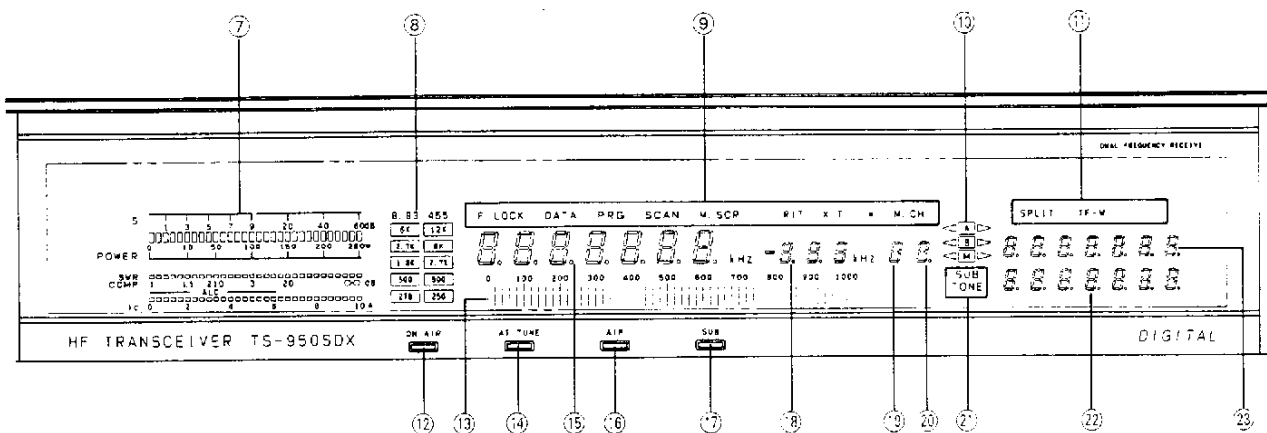 7 8 9 10 11
DUAL FREQUENCY RECEIVE
8.83 455
F LOCK DATA PRG SCAN M.SCR RIT XIT * M.CH
SPLIT TF-W
S 1 3 5 7 9 20 40 60dB
6K 12K
A
2.7K 6K
B
POWER 0 10 50 100 150 200 250W
kHZ kHZ
1.8K 2.7K
M
SWR
0 100 200 300 400 500 600 700 800 900 1000
SUB
TONE
COMP 1 1.5 2 10 3 20 dB
500 500
ALC
270 250
IC 0 2 4 6 10A
ON AIR AT TUNE AIP SUB
HF TRANSCEIVER TS-950SDX
DIGITAL
12 13 14 15 16 17 18 19 20 21 22 23